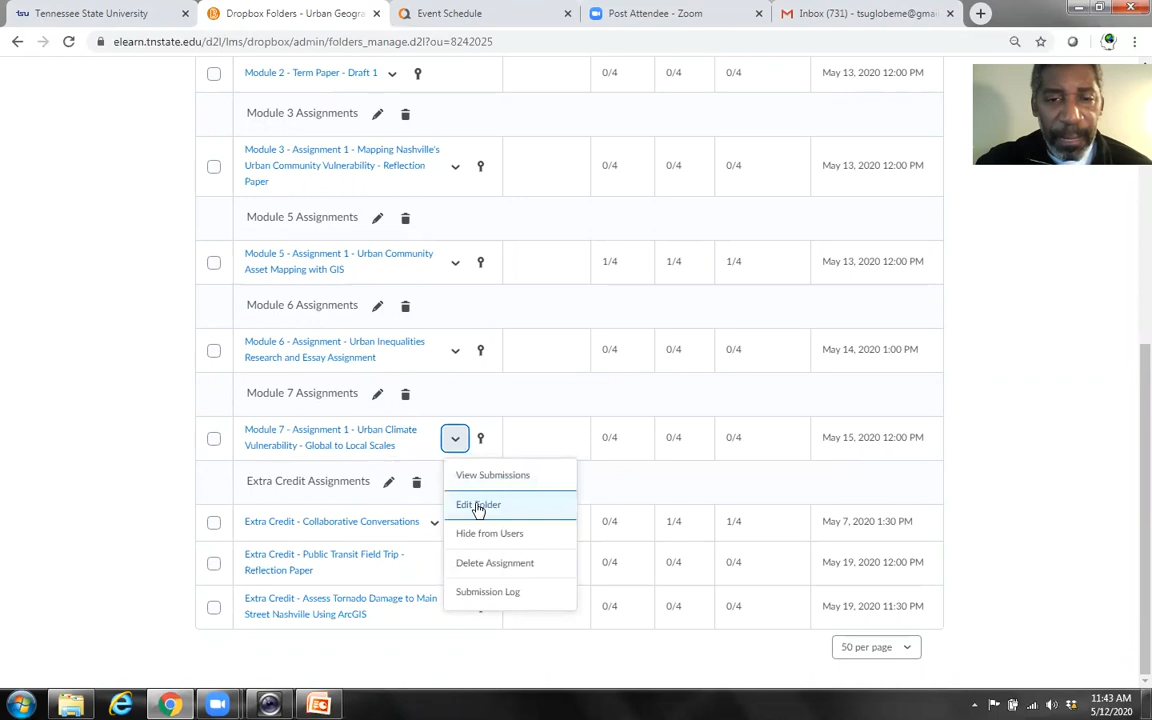 tsu Tennessee State University
Dropbox Folders - Urban Geogra
Event Schedule
Post Attendee - Zoom
Inbox (731) - tsuglobeme@gmai
elearn.tnstate.edu/d2l/lms/dropbox/admin/folders_manage.d2l?ou=8242025
Module 2 - Term Paper - Draft 1 0/4 0/4 0/4 May 13, 2020 12:00 PM
Module 3 Assignments
Module 3 - Assignment 1 - Mapping Nashville's
Urban Community Vulnerability - Reflection
Paper
0/4 0/4 0/4 May 13, 2020 12:00 PM
Module 5 Assignments
Module 5 - Assignment 1 - Urban Community
Asset Mapping with GIS
1/4 1/4 1/4 May 13, 2020 12:00 PM
Module 6 Assignments
Module 6 - Assignment - Urban Inequalities
Research and Essay Assignment
0/4 0/4 0/4 May 14, 2020 1:00 PM
Module 7 Assignments
Module 7 - Assignment 1 - Urban Climate
Vulnerability - Global to Local Scales
0/4 0/4 0/4 May 15, 2020 12:00 PM
View Submissions
Edit Folder
Hide from Users
Delete Assignment
Submission Log
Extra Credit Assignments
Extra Credit - Collaborative Conversations 0/4 1/4 1/4 May 7, 2020 1:30 PM
Extra Credit - Public Transit Field Trip -
Reflection Paper
0/4 0/4 0/4 May 19, 2020 12:00 PM
Extra Credit - Assess Tornado Damage to Main
Street Nashville Using ArcGIS
0/4 0/4 0/4 May 19, 2020 11:30 PM
50 per page
11:43 AM
5/12/2020